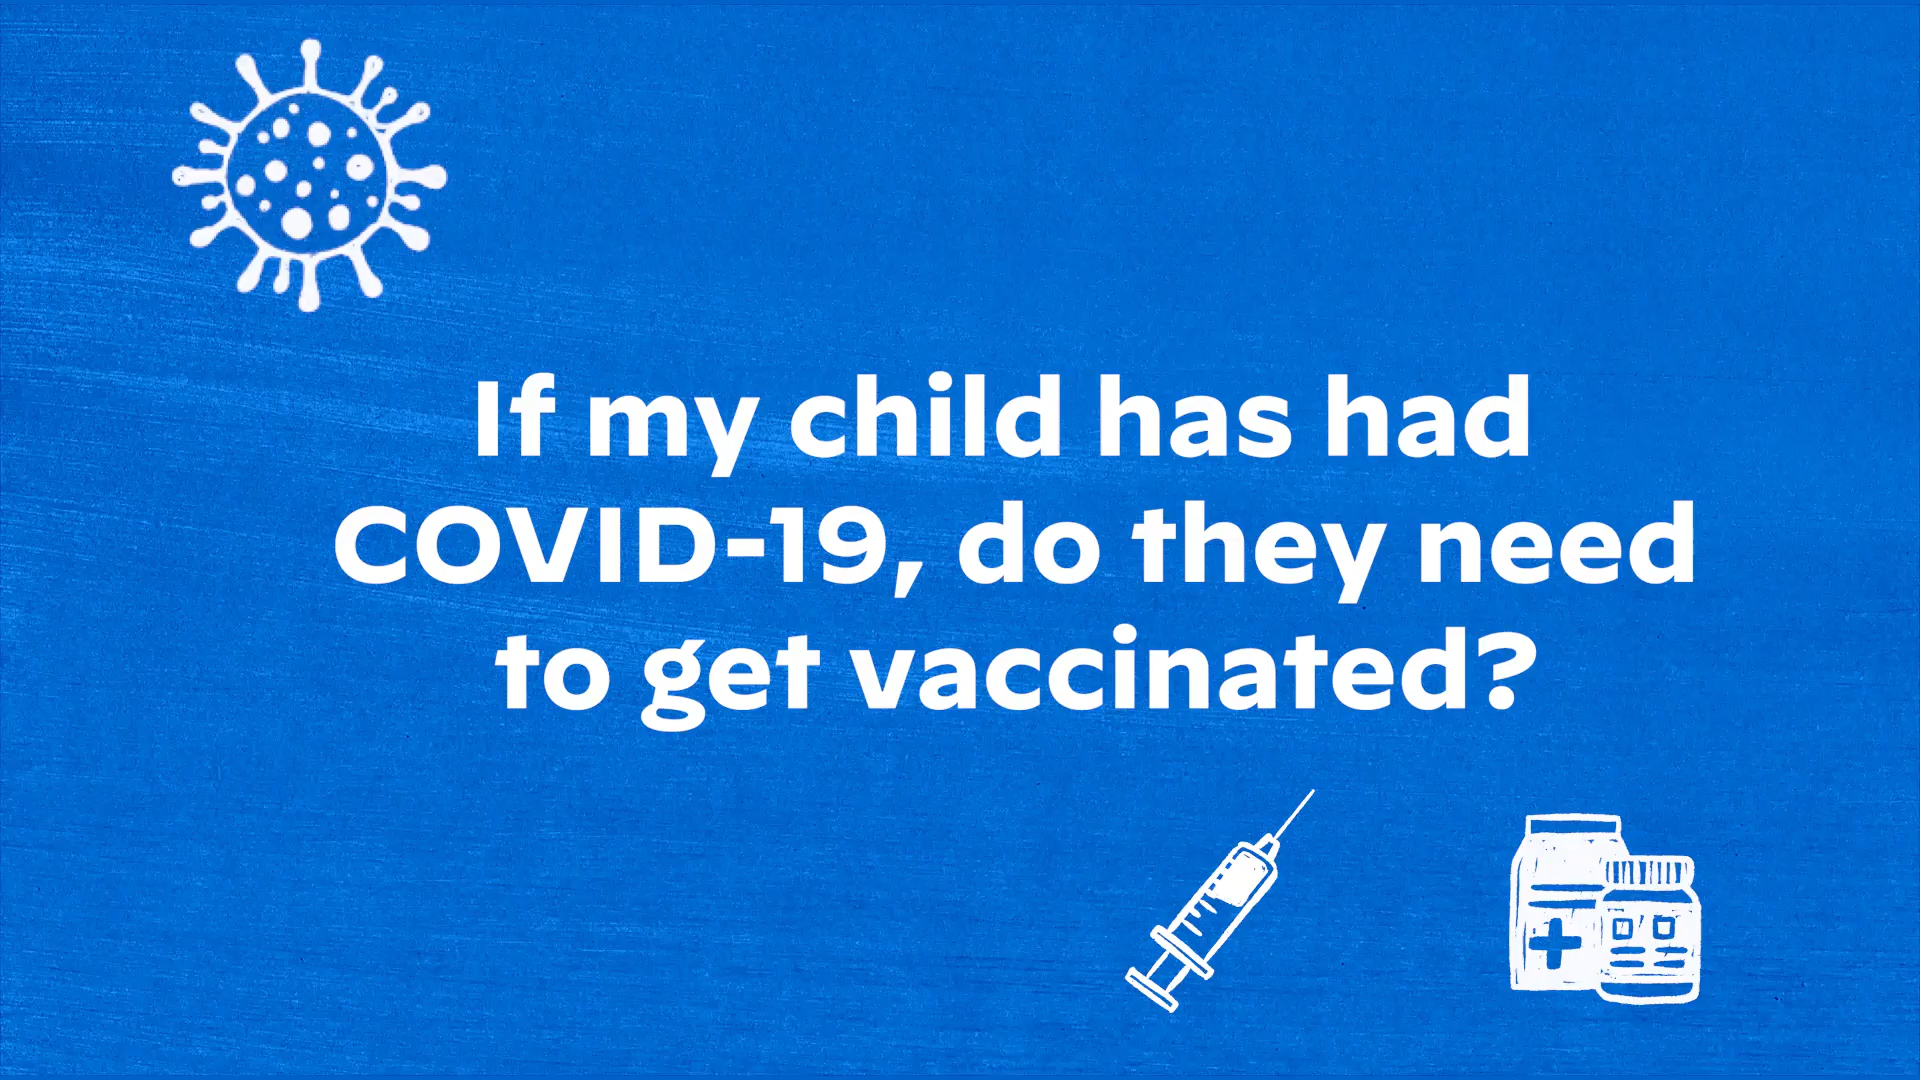 If my child has had
COVID-19, do they need
to get vaccinated?